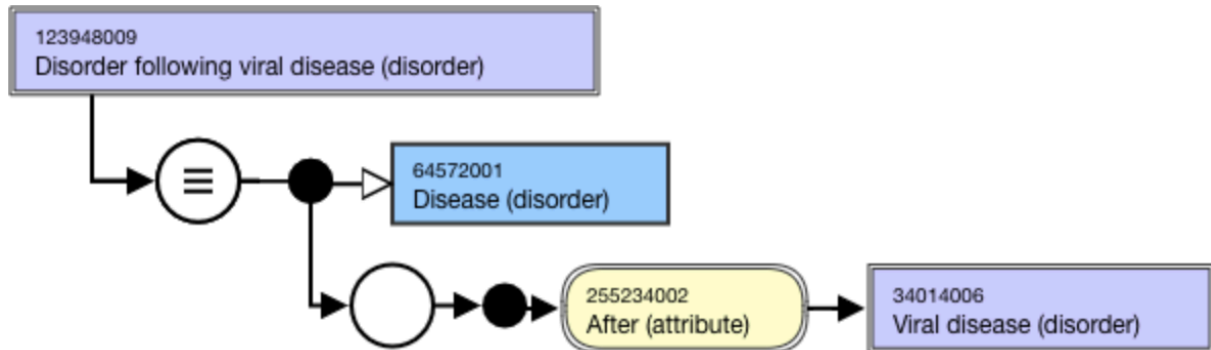 123948009
Disorder following viral disease (disorder)
64572001
Disease (disorder)
255234002
After (attribute)
34014006
Viral disease (disorder)